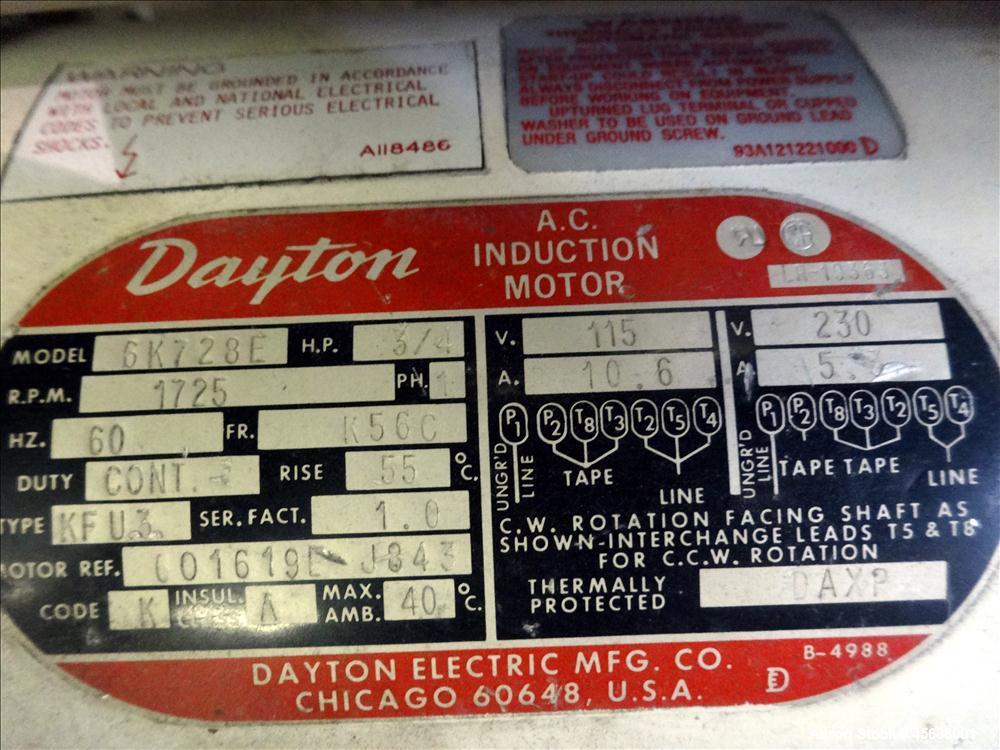 WARNING
MOTOR MUST BE GROUNDED IN ACCORDANCE
WITH LOCAL AND NATIONAL ELECTRICAL
CODES TO PREVENT SERIOUS ELECTRICAL
SHOCKS.
A118486
WARNING
ALWAYS DISCONNECT FROM POWER SUPPLY
BEFORE WORKING ON EQUIPMENT.
UPTURNED LUG TERMINAL OR CUPPED
WASHER TO BE USED ON GROUND LEAD
UNDER GROUND SCREW.
93A121221000 D
Dayton
A.C.
INDUCTION
MOTOR
MODEL 6K728E H.P. 3/4
R.P.M. 1725 PH. 1
HZ. 60 FR. K56C
DUTY CONT. RISE 55 °C.
TYPE KFU3 SER. FACT. 1.0
MOTOR REF. J843
CODE K INSUL. A MAX. AMB. 40 °C.
V. 115 V. 230
A. 10.6 A.
P1 P2 T8 T3 T2 T5 T4 P1 P2 T8 T3 T2 T5 T4
UNGR'D LINE TAPE LINE UNGR'D LINE TAPE TAPE LINE
C.W. ROTATION FACING SHAFT AS
SHOWN-INTERCHANGE LEADS T5 & T8
FOR C.C.W. ROTATION
THERMALLY PROTECTED DAXP
DAYTON ELECTRIC MFG. CO. B-4988
CHICAGO 60648, U.S.A.